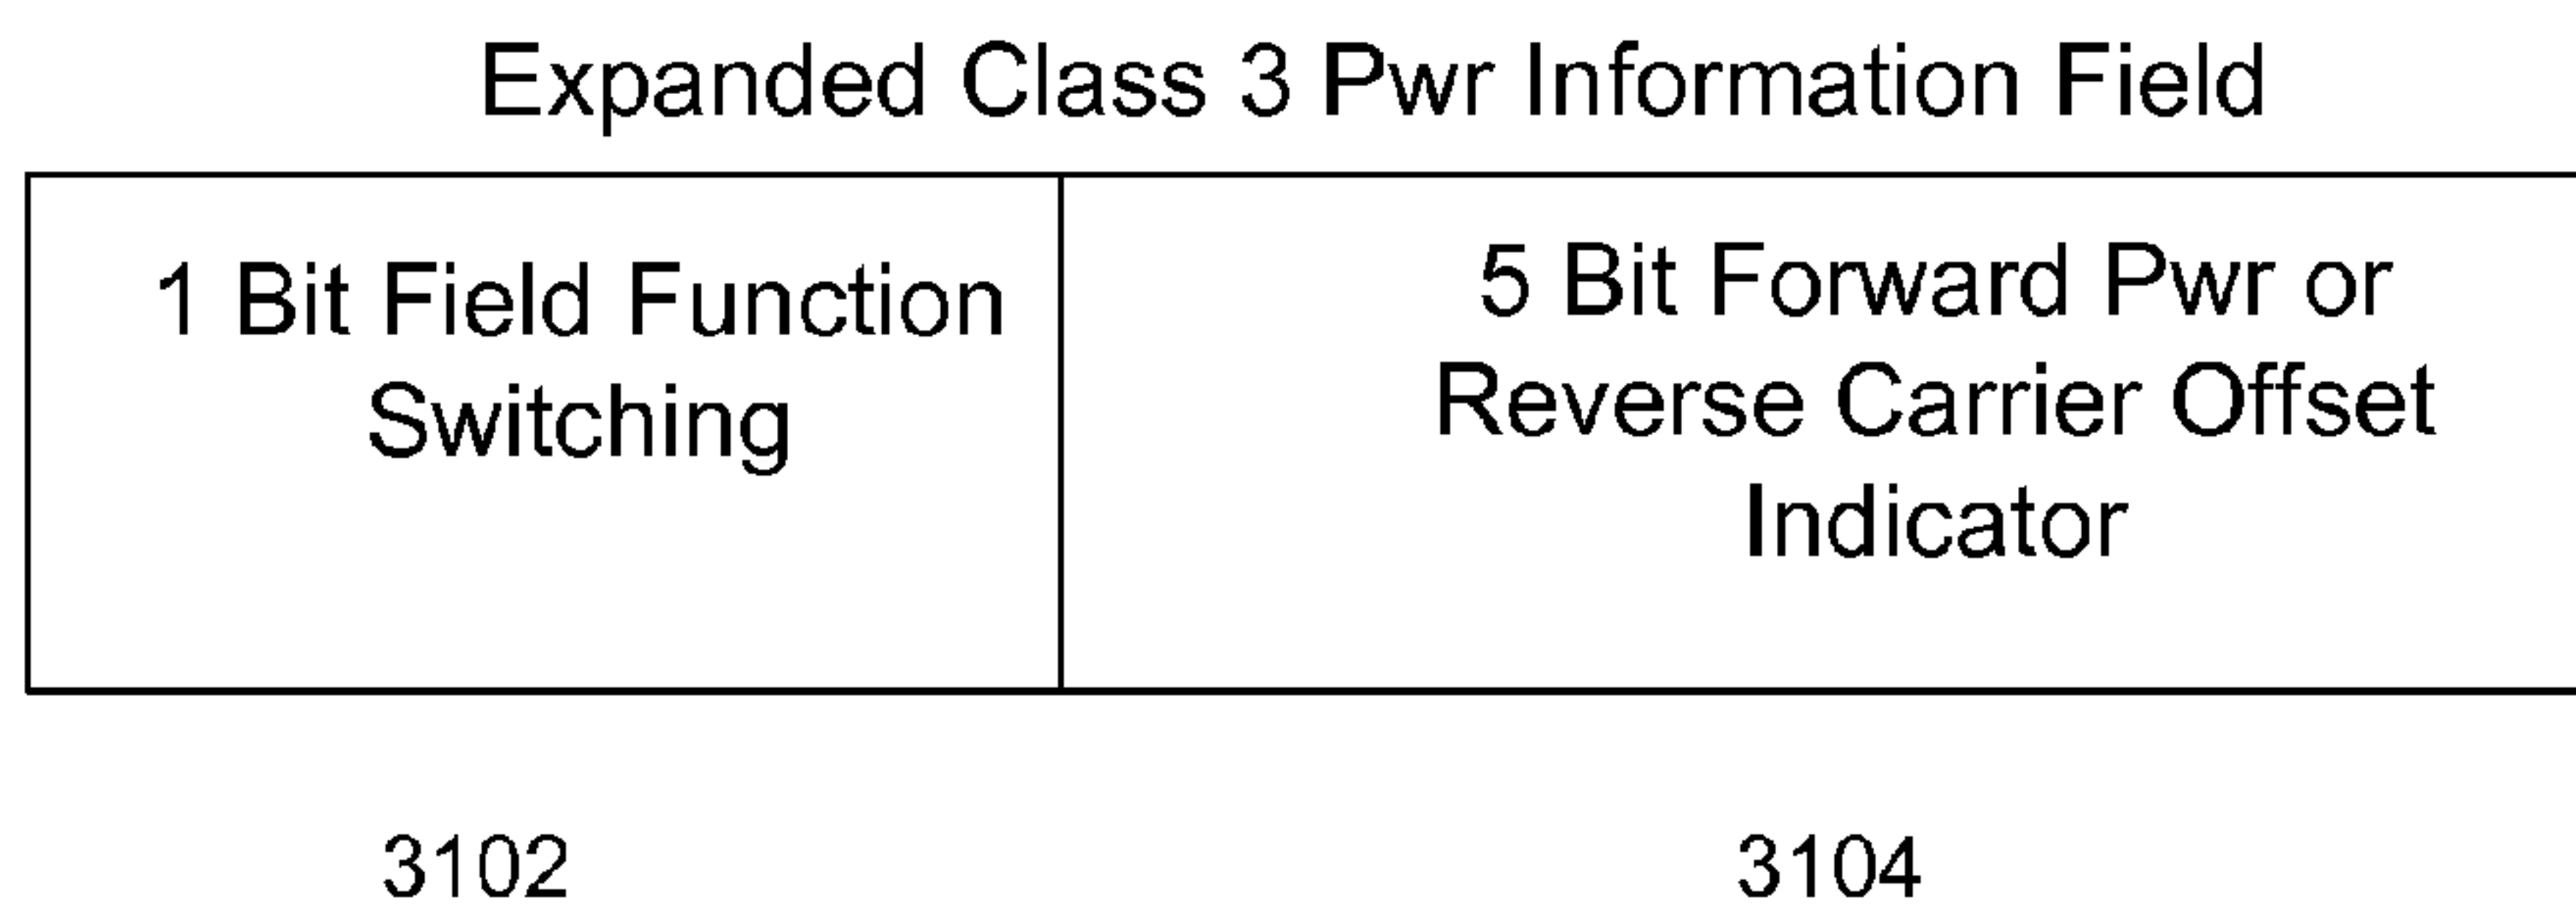 Expanded Class 3 Pwr Information Field
1 Bit Field Function
Switching
5 Bit Forward Pwr or
Reverse Carrier Offset
Indicator
3102
3104